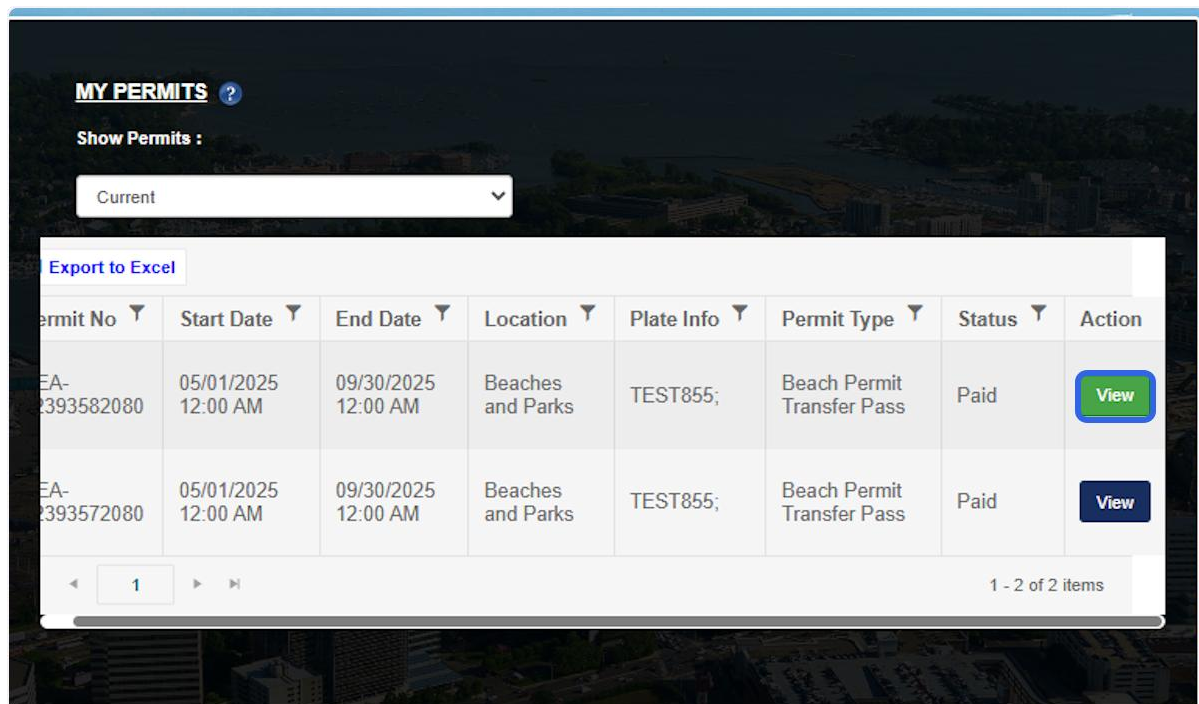 MY PERMITS ?
Show Permits :
Current
Export to Excel
ermit No Start Date End Date Location Plate Info Permit Type Status Action
EA- 05/01/2025 09/30/2025 Beaches TEST855; Beach Permit Paid View
2393582080 12:00 AM 12:00 AM and Parks Transfer Pass
EA- 05/01/2025 09/30/2025 Beaches TEST855; Beach Permit Paid View
2393572080 12:00 AM 12:00 AM and Parks Transfer Pass
1 1 - 2 of 2 items